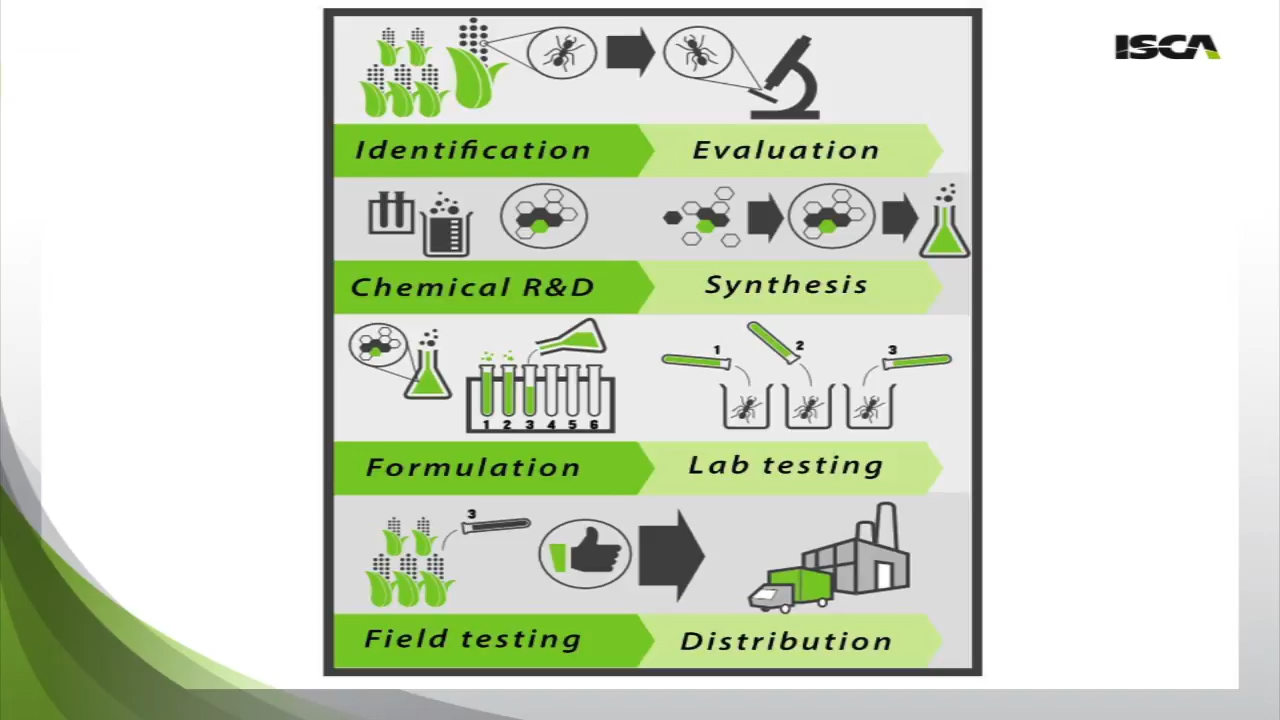 ISCA
Identification
Evaluation
Chemical R&D
Synthesis
1 2 3 4 5 6
1
2
3
Formulation
Lab testing
3
Field testing
Distribution